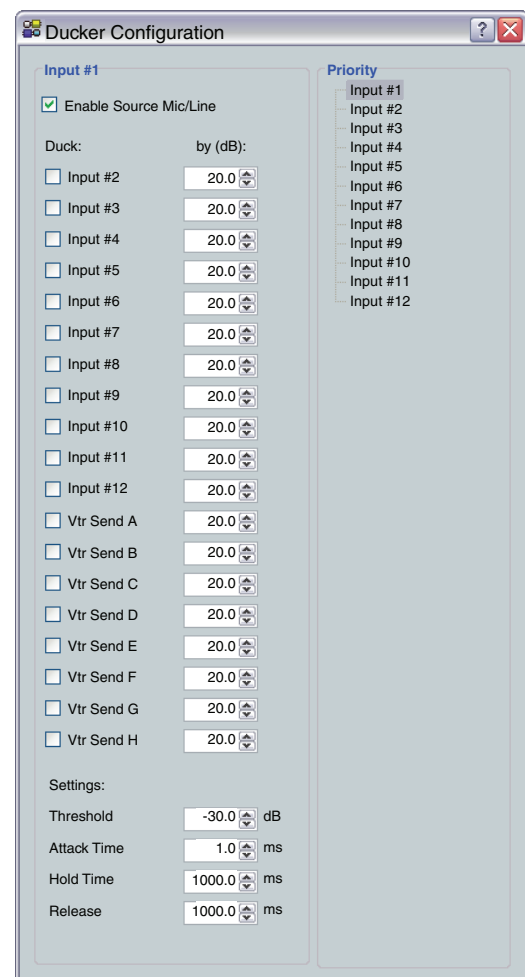 Ducker Configuration
?
Input #1
Enable Source Mic/Line
Duck: by (dB):
Input #2 20.0
Input #3 20.0
Input #4 20.0
Input #5 20.0
Input #6 20.0
Input #7 20.0
Input #8 20.0
Input #9 20.0
Input #10 20.0
Input #11 20.0
Input #12 20.0
Vtr Send A 20.0
Vtr Send B 20.0
Vtr Send C 20.0
Vtr Send D 20.0
Vtr Send E 20.0
Vtr Send F 20.0
Vtr Send G 20.0
Vtr Send H 20.0
Settings:
Threshold -30.0 dB
Attack Time 1.0 ms
Hold Time 1000.0 ms
Release 1000.0 ms
Priority
Input #1
Input #2
Input #3
Input #4
Input #5
Input #6
Input #7
Input #8
Input #9
Input #10
Input #11
Input #12